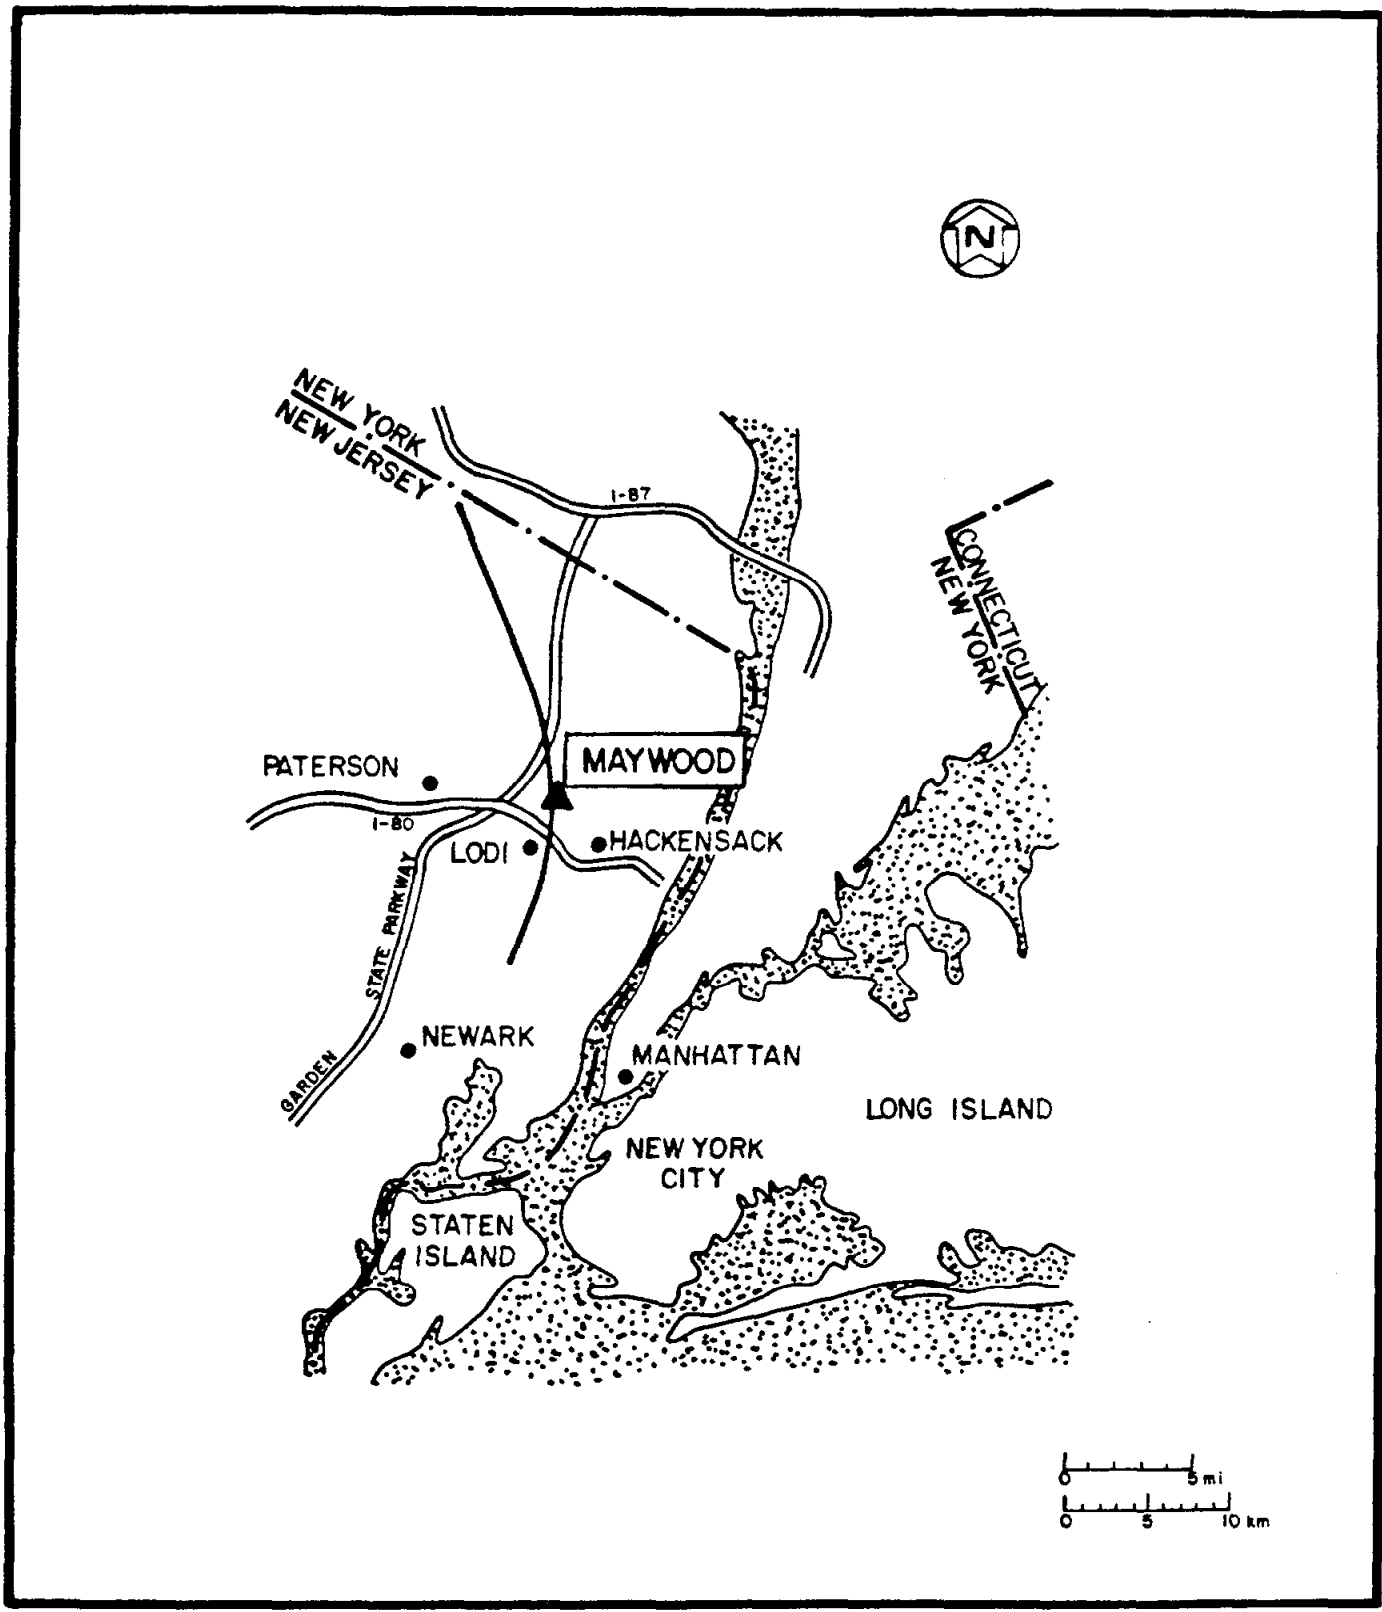 N
NEW YORK
NEW JERSEY
I-87
CONNECTICUT
NEW YORK
MAYWOOD
PATERSON
I-80
LODI
HACKENSACK
GARDEN STATE PARKWAY
NEWARK
MANHATTAN
LONG ISLAND
NEW YORK
CITY
STATEN
ISLAND
0 5 mi
0 5 10 km